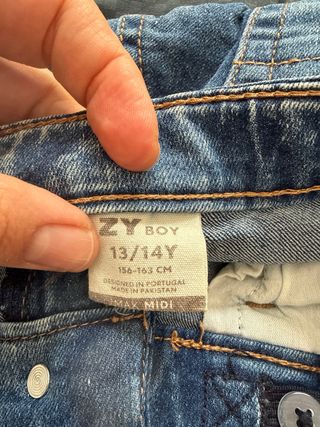 ZY BOY
13/14Y
156-163 CM
DESIGNED IN PORTUGAL
MADE IN PAKISTAN
MIDI